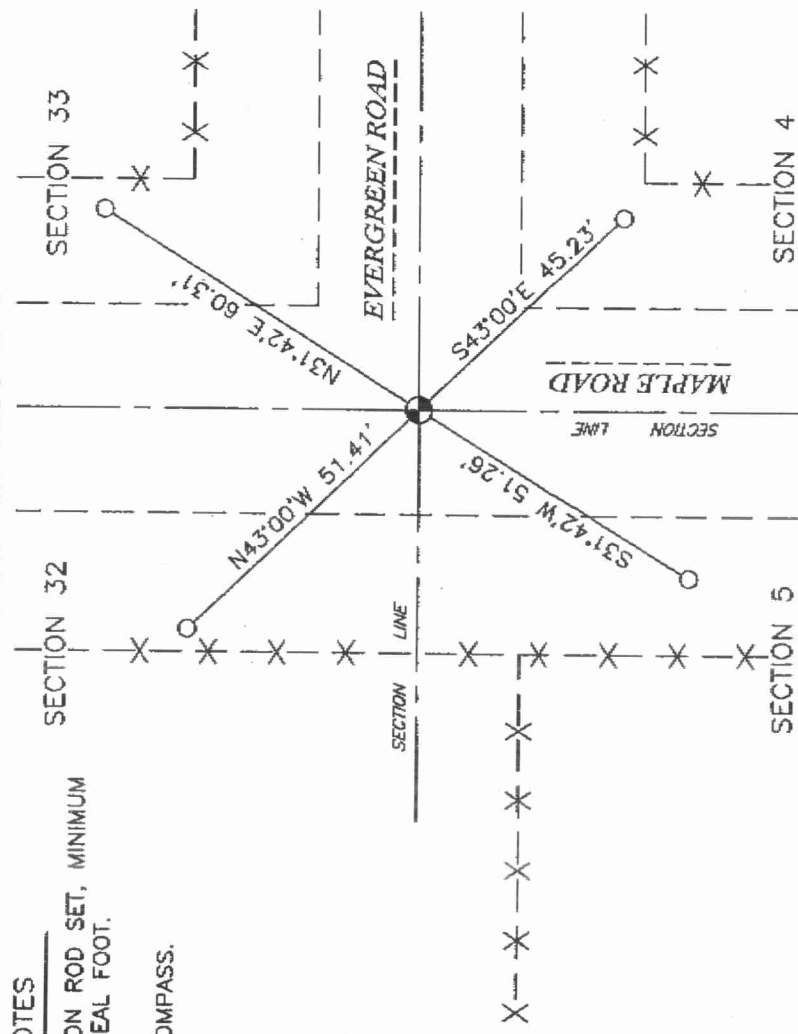 SECTION 32
SECTION 33
OTES
ON ROD SET, MINIMUM
EAL FOOT.
OMPASS.
N43°00'W 51.41'
N31°42'E 60.31'
EVERGREEN ROAD
SECTION LINE
S43°00'E 45.23'
S31°42'W 51.26'
MAPLE ROAD
SECTION LINE
SECTION 5
SECTION 4